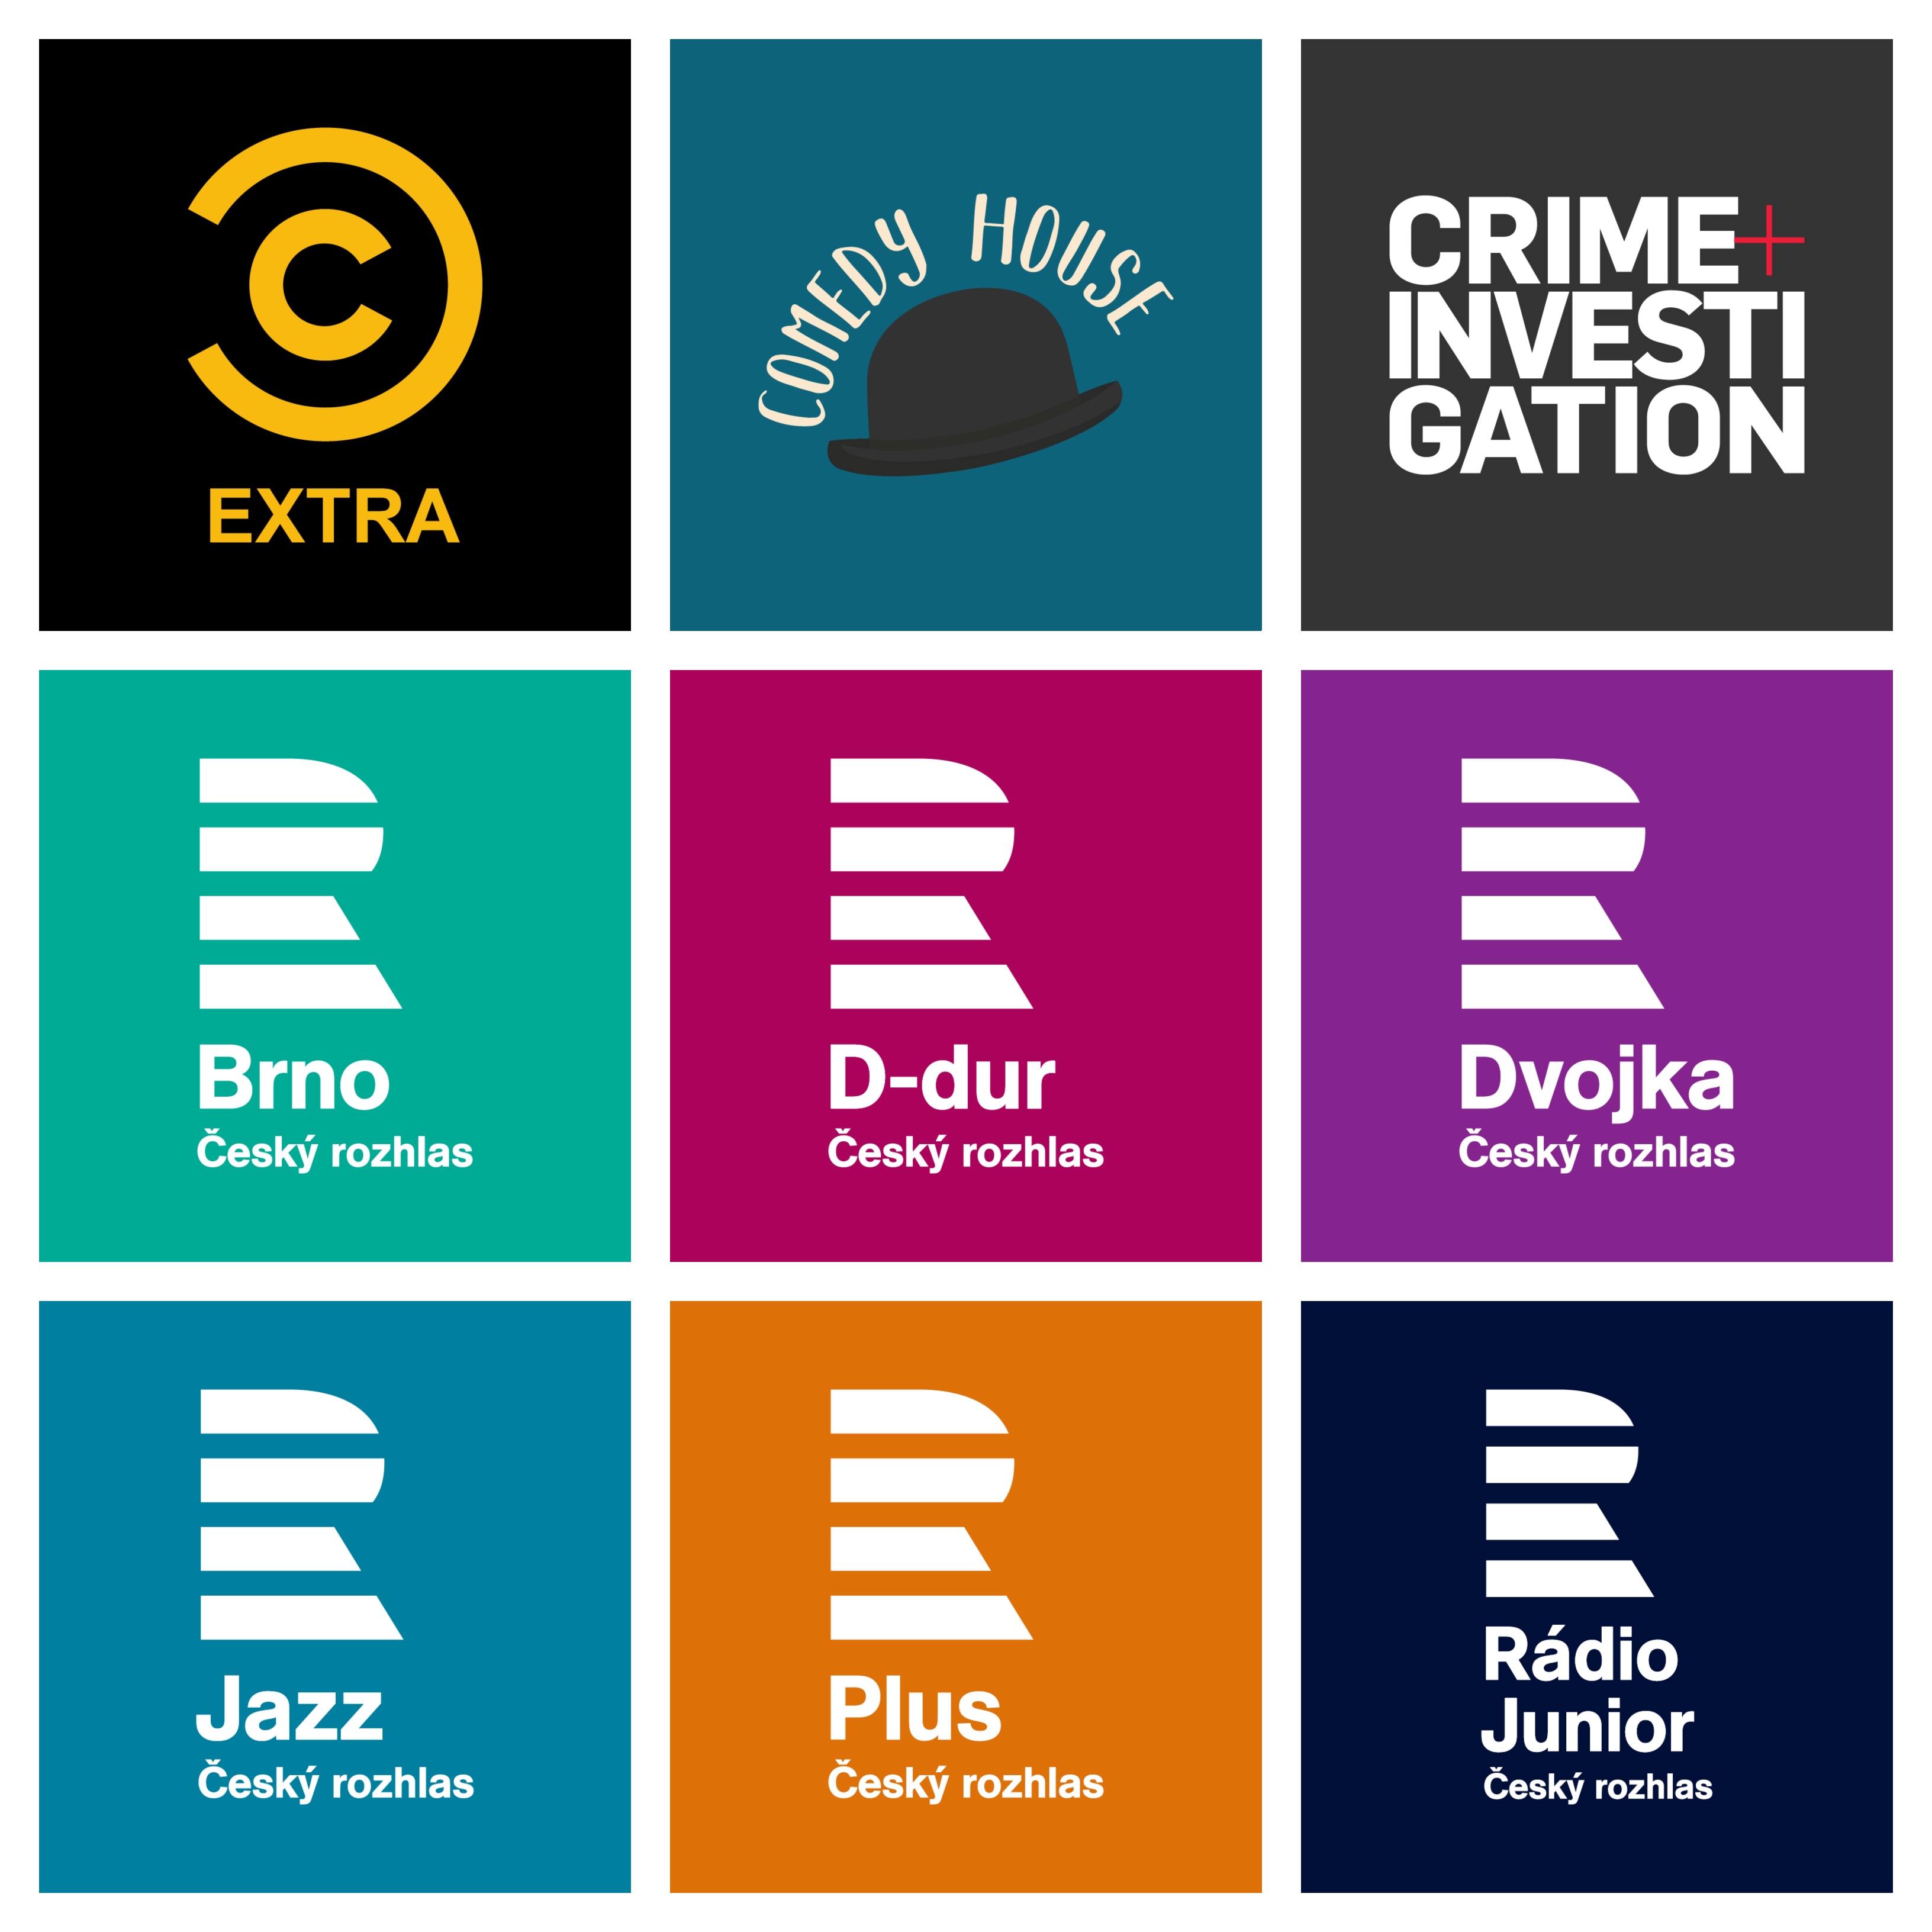 EXTRA
COMEDY HOUSE
CRIME+
INVESTI
GATION
Brno
Český rozhlas
D-dur
Český rozhlas
Dvojka
Český rozhlas
Jazz
Český rozhlas
Plus
Český rozhlas
Rádio
Junior
Český rozhlas